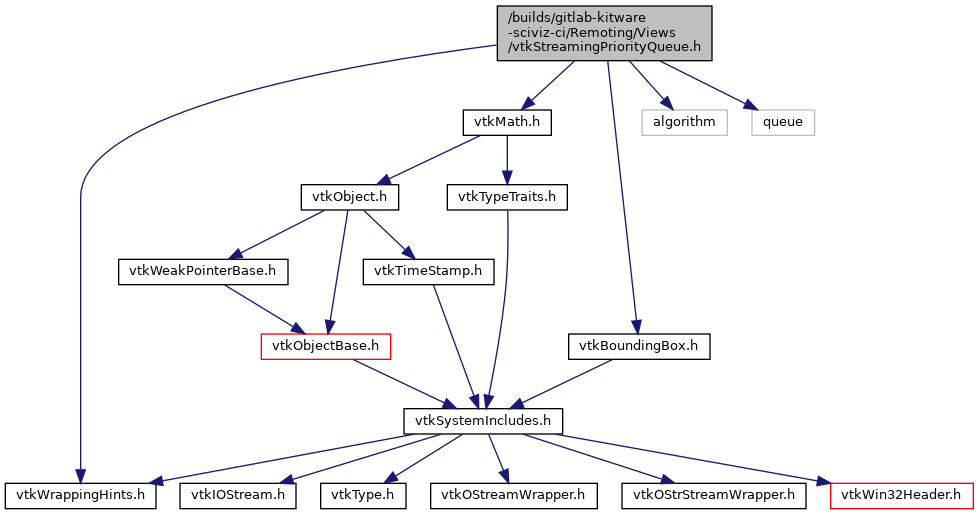 /builds/gitlab-kitware
-sciviz-ci/Remoting/Views
/vtkStreamingPriorityQueue.h
vtkMath.h
algorithm
queue
vtkObject.h
vtkTypeTraits.h
vtkWeakPointerBase.h
vtkTimeStamp.h
vtkObjectBase.h
vtkBoundingBox.h
vtkSystemIncludes.h
vtkWrappingHints.h
vtkIOStream.h
vtkType.h
vtkOStreamWrapper.h
vtkOStrStreamWrapper.h
vtkWin32Header.h